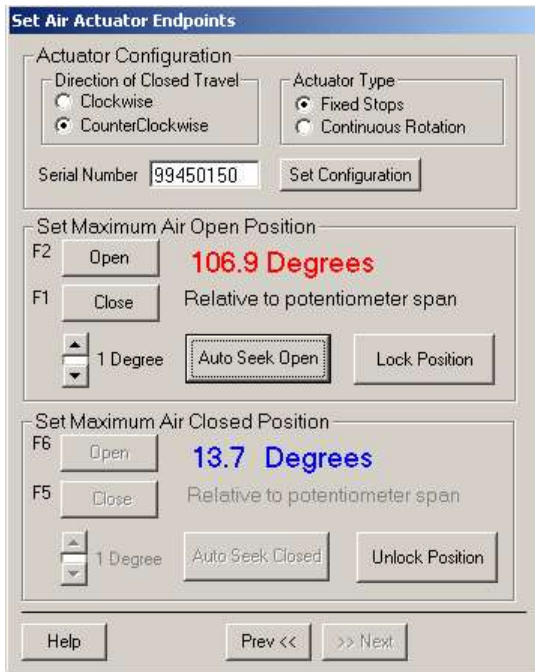 Set Air Actuator Endpoints
Actuator Configuration
Direction of Closed Travel
Clockwise
CounterClockwise
Actuator Type
Fixed Stops
Continuous Rotation
Serial Number 99450150 Set Configuration
Set Maximum Air Open Position
F2 Open 106.9 Degrees
F1 Close Relative to potentiometer span
1 Degree Auto Seek Open Lock Position
Set Maximum Air Closed Position
F6 Open 13.7 Degrees
F5 Close Relative to potentiometer span
1 Degree Auto Seek Closed Unlock Position
Help Prev << >> Next